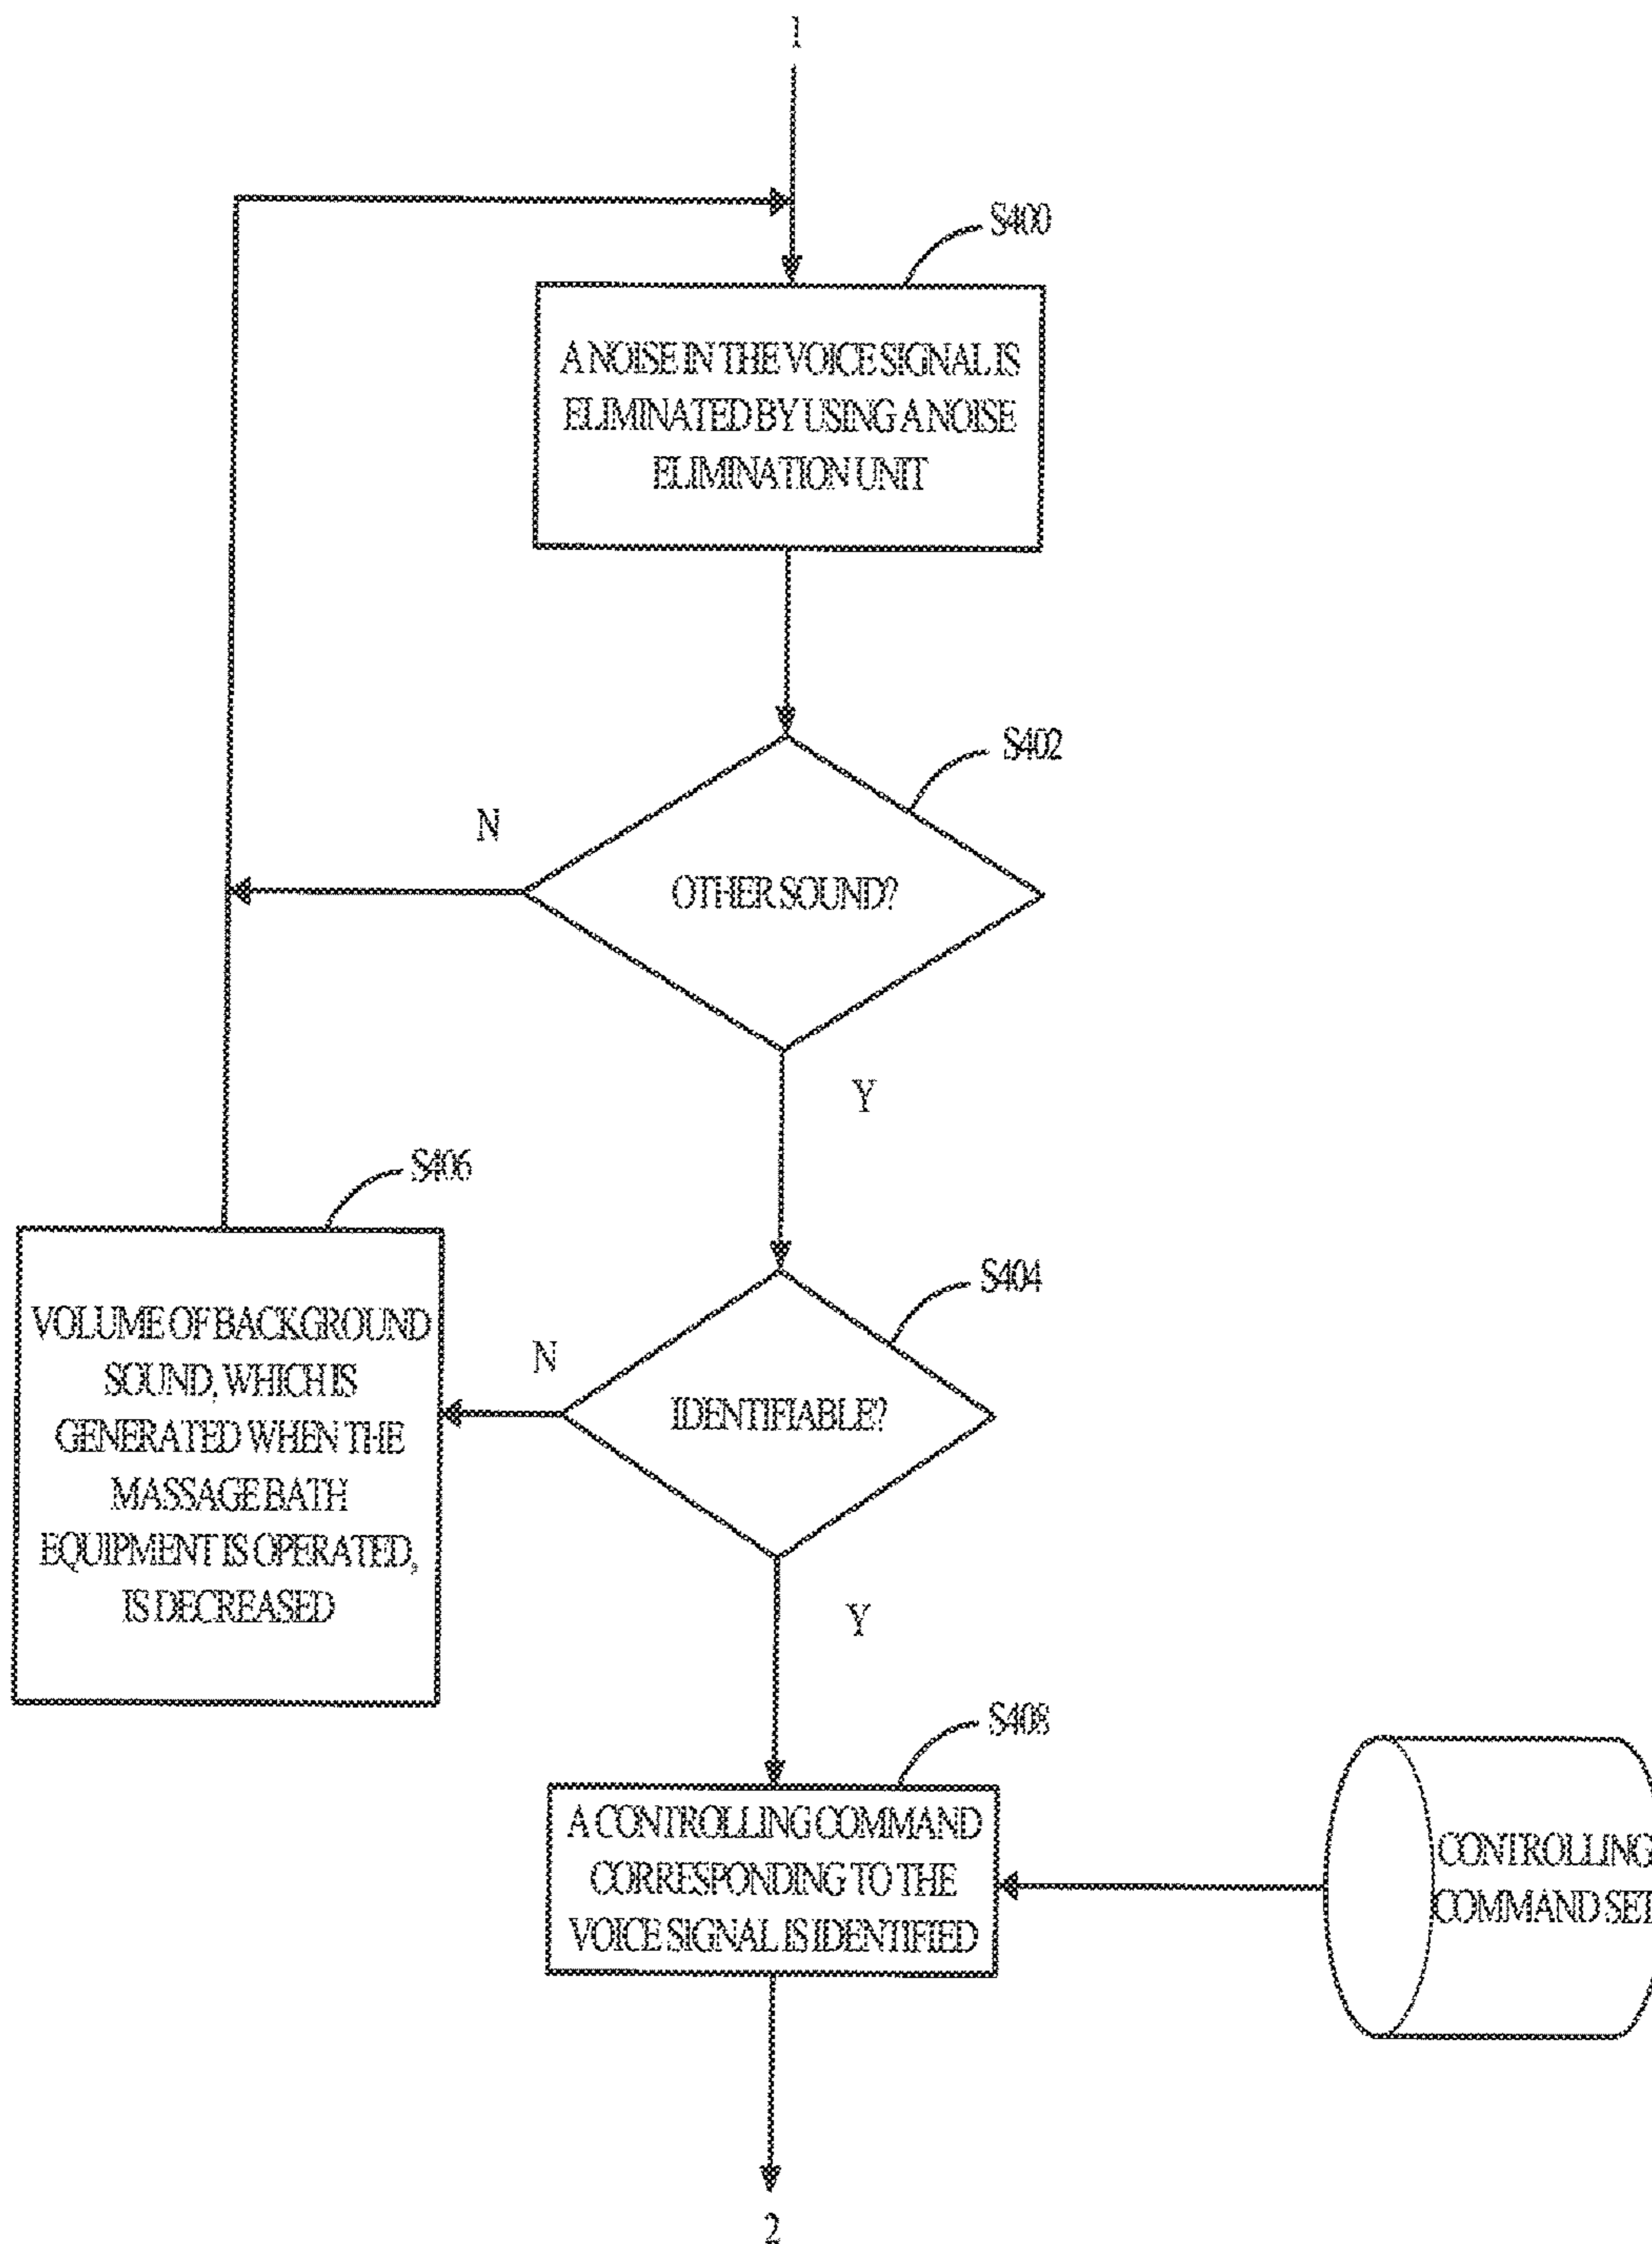 1
S400
A NOISE IN THE VOICE SIGNAL IS
ELIMINATED BY USING A NOISE
ELIMINATION UNIT
S402
N
OTHER SOUND?
Y
S406
VOLUME OF BACKGROUND
SOUND, WHICH IS
GENERATED WHEN THE
MASSAGE BATH
EQUIPMENT IS OPERATED,
IS DECREASED
S404
N
IDENTIFIABLE?
Y
S408
A CONTROLLING COMMAND
CORRESPONDING TO THE
VOICE SIGNAL IS IDENTIFIED
CONTROLLING
COMMAND SET
2